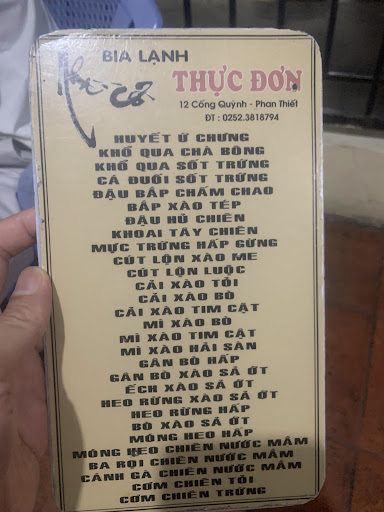 BIA LẠNH
THỰC ĐƠN
12 Cống Quỳnh - Phan Thiết
ĐT : 0252.3818794
HUYẾT Ử CHƯNG
KHỔ QUA CHÀ BÔNG
KHỔ QUA SỐT TRỨNG
CÁ ĐUỐI SỐT TRỨNG
ĐẬU BẮP CHẤM CHAO
BẮP XÀO TÉP
ĐẬU HỦ CHIÊN
KHOAI TÂY CHIÊN
MỰC TRỨNG HẤP GỪNG
CÚT LỘN XÀO ME
CÚT LỘN LUỘC
CẢI XÀO TỎI
CẢI XÀO BÒ
CẢI XÀO TIM CẬT
MÌ XÀO BÒ
MÌ XÀO TIM CẬT
MÌ XÀO HẢI SẢN
GÂN BÒ HẤP
GÂN BÒ XÀO SẢ ỚT
ẾCH XÀO SẢ ỚT
HEO RỪNG XÀO SẢ ỚT
HEO RỪNG HẤP
BÒ XÀO SẢ ỚT
MÓNG HEO HẤP
MÓNG HEO CHIÊN NƯỚC MẮM
BA RỌI CHIÊN NƯỚC MẮM
CÁNH GÀ CHIÊN NƯỚC MẮM
CƠM CHIÊN TỎI
CƠM CHIÊN TRỨNG